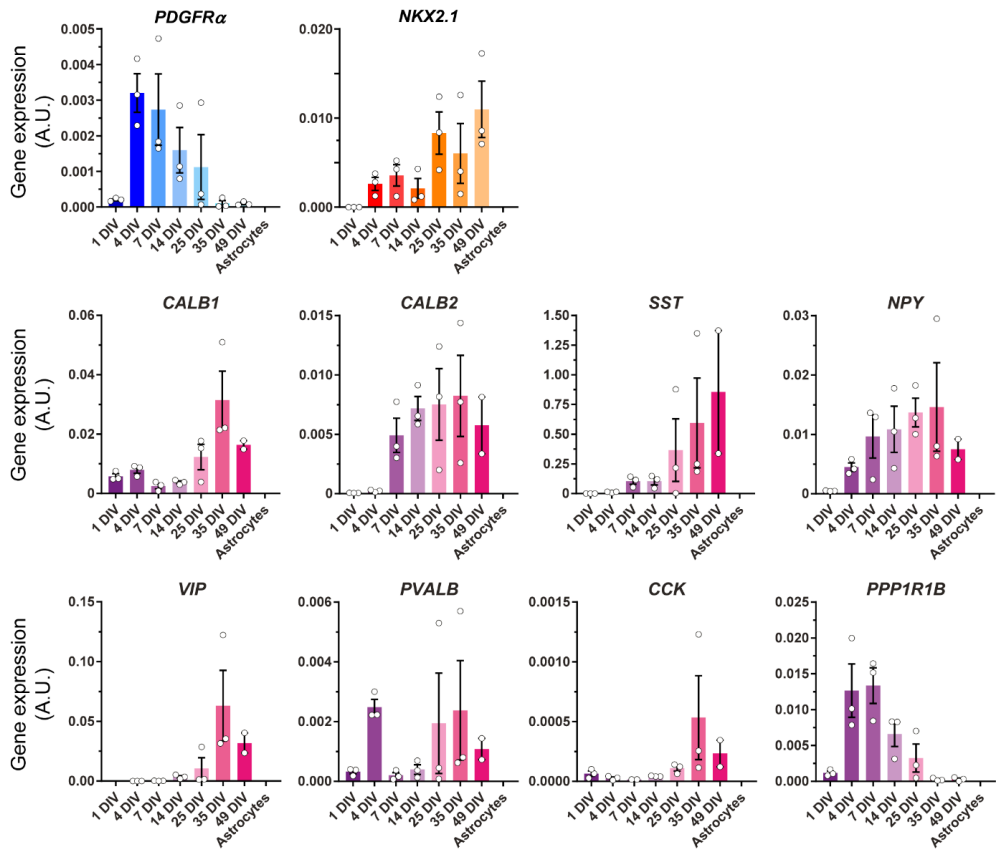 PDGFRα NKX2.1
Gene expression
(A.U.)
0.005 0.020
0.004
0.003 0.010
0.002
0.001
0.000 0.000
1 DIV 4 DIV 7 DIV 14 DIV 25 DIV 35 DIV 49 DIV Astrocytes 1 DIV 4 DIV 7 DIV 14 DIV 25 DIV 35 DIV 49 DIV Astrocytes
CALB1 CALB2 SST NPY
Gene expression
(A.U.)
0.06 0.015 1.50 0.03
1.25
0.04 0.010 1.00 0.02
0.75
0.02 0.005 0.50 0.01
0.25
0 0 0 0
1 DIV 4 DIV 7 DIV 14 DIV 25 DIV 35 DIV 49 DIV Astrocytes 1 DIV 4 DIV 7 DIV 14 DIV 25 DIV 35 DIV 49 DIV Astrocytes 1 DIV 4 DIV 7 DIV 14 DIV 25 DIV 35 DIV 49 DIV Astrocytes 1 DIV 4 DIV 7 DIV 14 DIV 25 DIV 35 DIV 49 DIV Astrocytes
VIP PVALB CCK PPP1R1B
Gene expression
(A.U.)
0.15 0.006 0.0015 0.025
0.020
0.10 0.004 0.0010 0.015
0.05 0.002 0.0005 0.010
0.005
0.00 0.000 0.0000 0.000
1 DIV 4 DIV 7 DIV 14 DIV 25 DIV 35 DIV 49 DIV Astrocytes 1 DIV 4 DIV 7 DIV 14 DIV 25 DIV 35 DIV 49 DIV Astrocytes 1 DIV 4 DIV 7 DIV 14 DIV 25 DIV 35 DIV 49 DIV Astrocytes 1 DIV 4 DIV 7 DIV 14 DIV 25 DIV 35 DIV 49 DIV Astrocytes